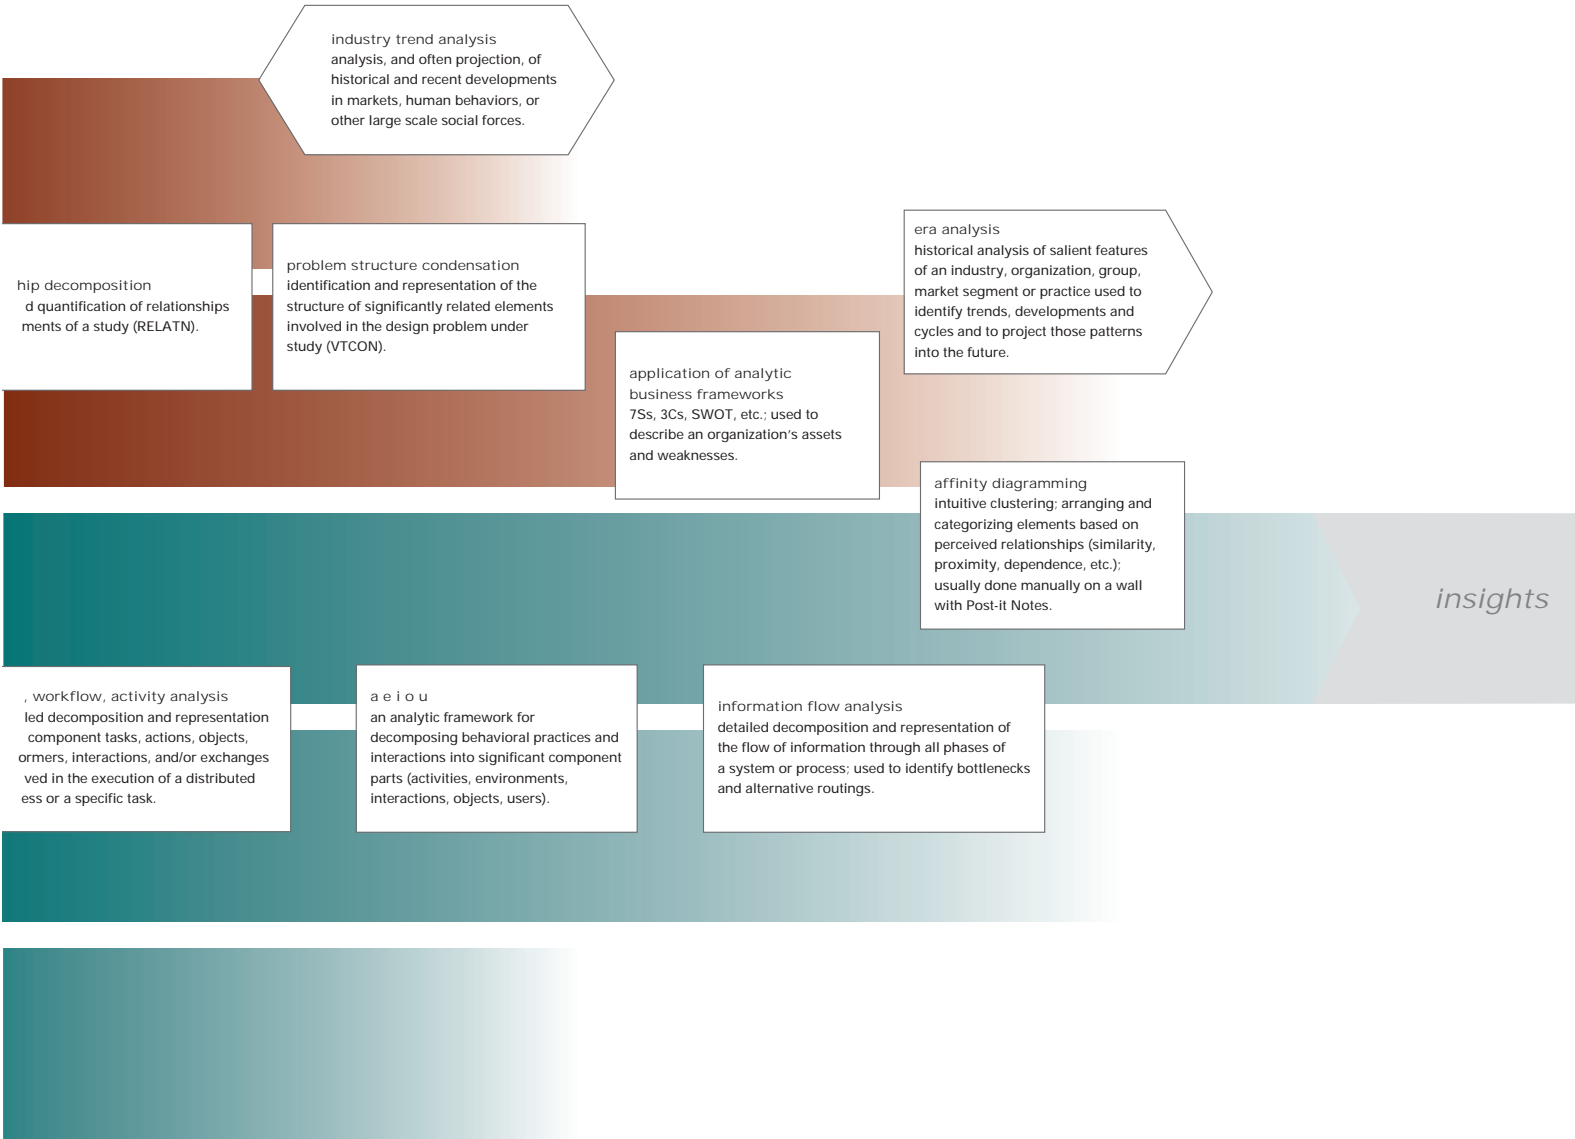 industry trend analysis
analysis, and often projection, of
historical and recent developments
in markets, human behaviors, or
other large scale social forces.
hip decomposition
d quantification of relationships
ments of a study (RELATN).
problem structure condensation
identification and representation of the
structure of significantly related elements
involved in the design problem under
study (VTCON).
application of analytic
business frameworks
7Ss, 3Cs, SWOT, etc.; used to
describe an organization's assets
and weaknesses.
era analysis
historical analysis of salient features
of an industry, organization, group,
market segment or practice used to
identify trends, developments and
cycles and to project those patterns
into the future.
affinity diagramming
intuitive clustering; arranging and
categorizing elements based on
perceived relationships (similarity,
proximity, dependence, etc.);
usually done manually on a wall
with Post-it Notes.
insights
, workflow, activity analysis
led decomposition and representation
component tasks, actions, objects,
ormers, interactions, and/or exchanges
ved in the execution of a distributed
ess or a specific task.
a e i o u
an analytic framework for
decomposing behavioral practices and
interactions into significant component
parts (activities, environments,
interactions, objects, users).
information flow analysis
detailed decomposition and representation of
the flow of information through all phases of
a system or process; used to identify bottlenecks
and alternative routings.